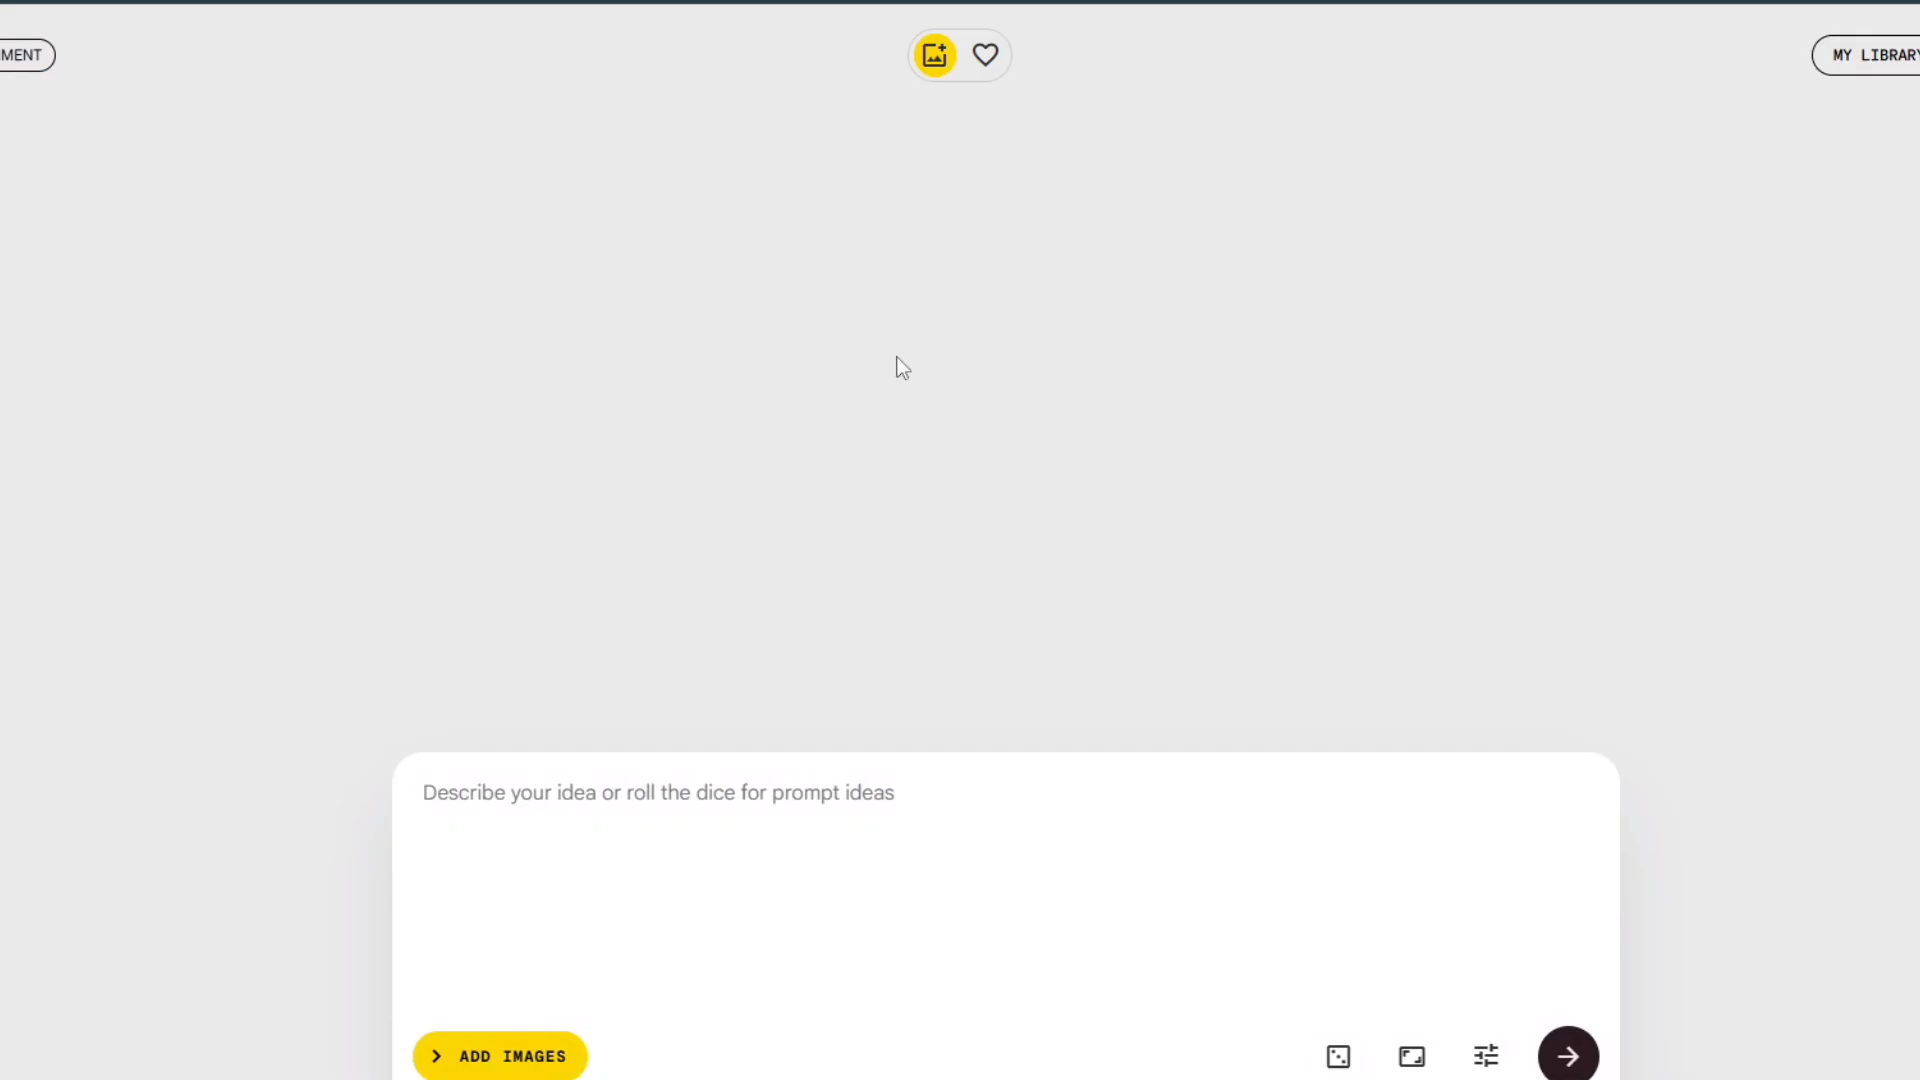 MENT
MY LIBRARY
Describe your idea or roll the dice for prompt ideas
ADD IMAGES